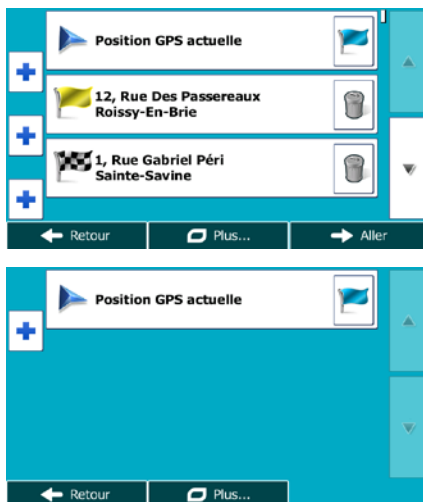 Position GPS actuelle
12, Rue Des Passereaux
Roissy-En-Brie
1, Rue Gabriel Péri
Sainte-Savine
Retour
Plus...
Aller
Position GPS actuelle
Retour
Plus...